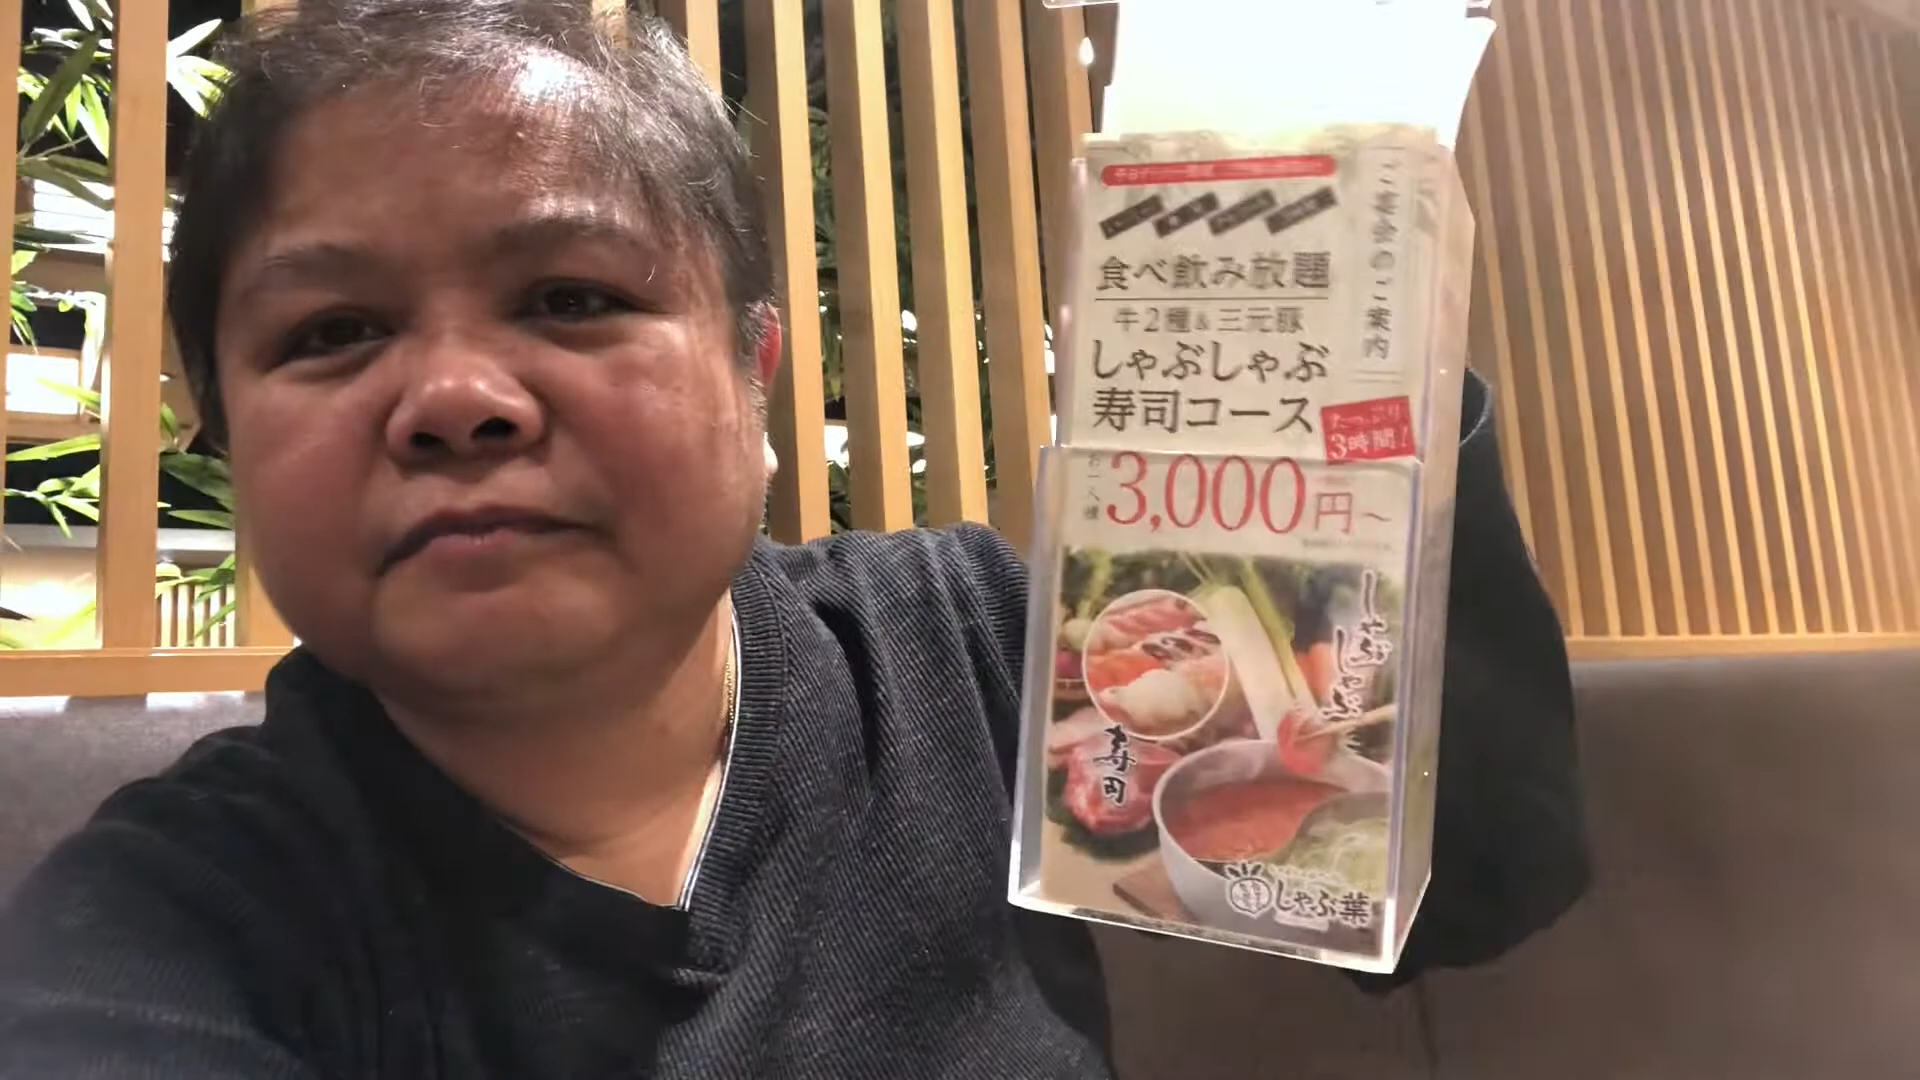 ご宴会のご案内
食べ飲み放題
牛2種&三元豚
しゃぶしゃぶ
寿司コース
たっぷり
3時間!
お一人様
3,000円~
しゃぶしゃぶ
寿司
しゃぶ葉